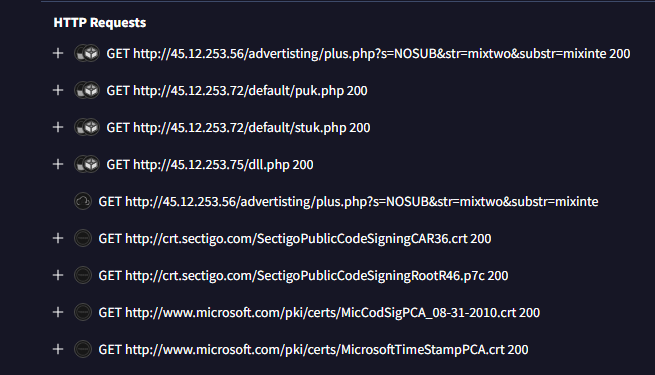 HTTP Requests
GET http://45.12.253.56/advertisting/plus.php?s=NOSUB&str=mixtwo&substr=mixinte 200
GET http://45.12.253.72/default/puk.php 200
GET http://45.12.253.72/default/stuk.php 200
GET http://45.12.253.75/dll.php 200
GET http://45.12.253.56/advertisting/plus.php?s=NOSUB&str=mixtwo&substr=mixinte
GET http://crt.sectigo.com/SectigoPublicCodeSigningCAR36.crt 200
GET http://crt.sectigo.com/SectigoPublicCodeSigningRootR46.p7c 200
GET http://www.microsoft.com/pki/certs/MicCodSigPCA_08-31-2010.crt 200
GET http://www.microsoft.com/pki/certs/MicrosoftTimeStampPCA.crt 200